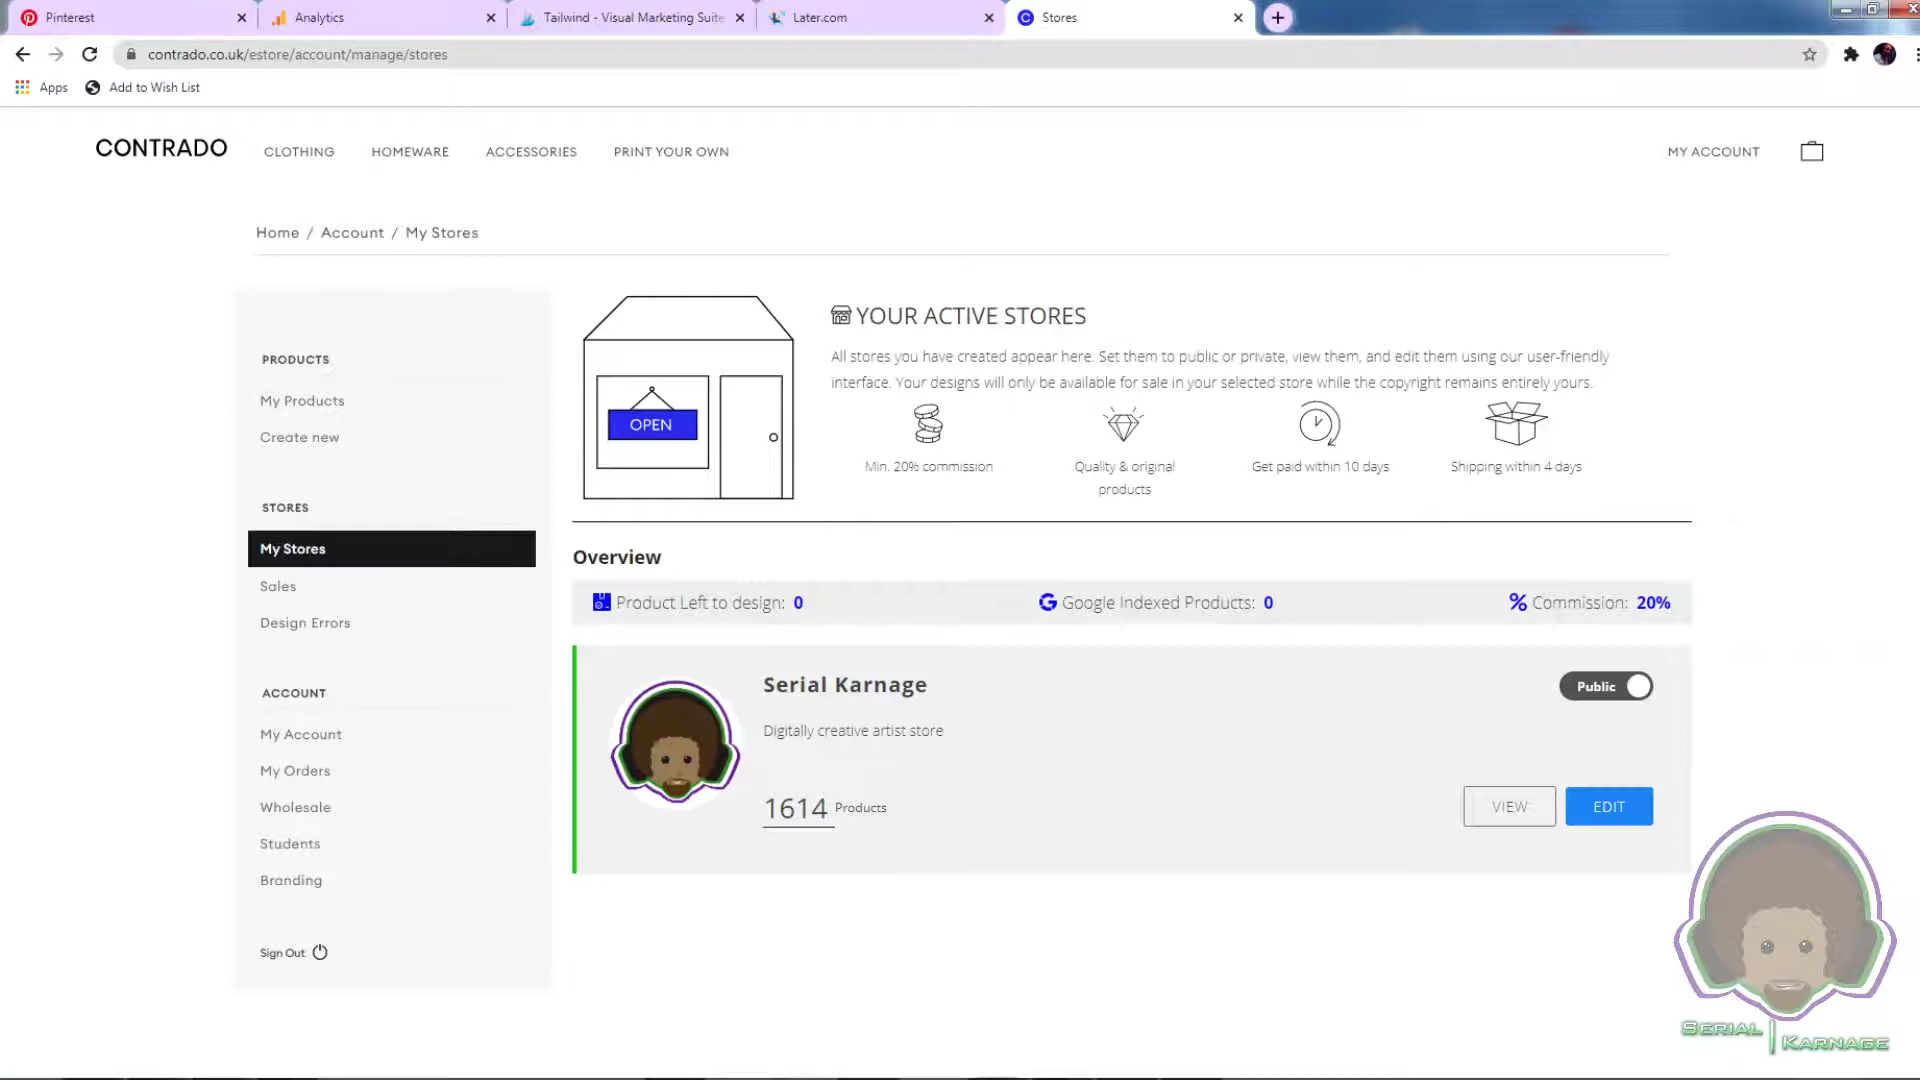 Pinterest
Analytics
Tailwind - Visual Marketing Suite
Later.com
Stores
contrado.co.uk/estore/account/manage/stores
Apps
Add to Wish List
CONTRADO
CLOTHING
HOMEWARE
ACCESSORIES
PRINT YOUR OWN
MY ACCOUNT
Home / Account / My Stores
PRODUCTS
My Products
Create new
STORES
My Stores
Sales
Design Errors
ACCOUNT
My Account
My Orders
Wholesale
Students
Branding
Sign Out
OPEN
YOUR ACTIVE STORES
All stores you have created appear here. Set them to public or private, view them, and edit them using our user-friendly
interface. Your designs will only be available for sale in your selected store while the copyright remains entirely yours.
Min. 20% commission
Quality & original
products
Get paid within 10 days
Shipping within 4 days
Overview
Product Left to design: 0
Google Indexed Products: 0
Commission: 20%
Serial Karnage
Public
Digitally creative artist store
1614 Products
VIEW
EDIT
SERIAL
KARNAGE